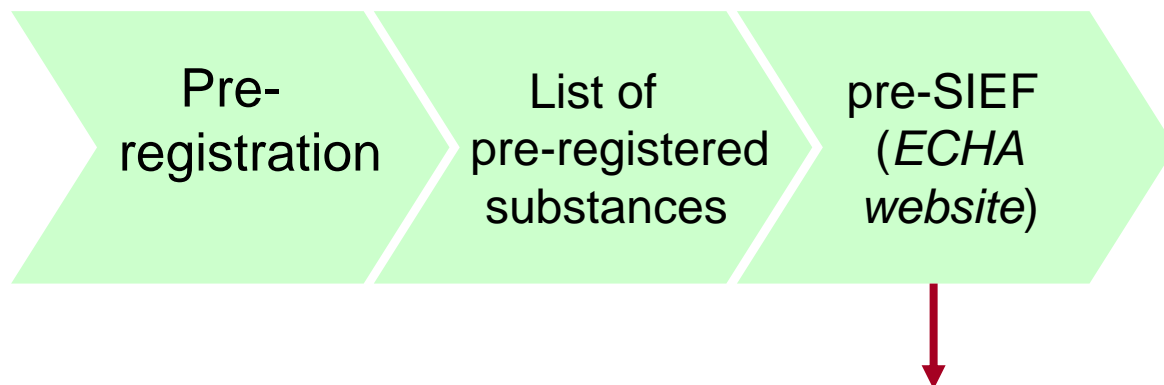 Pre-
registration
List of
pre-registered
substances
pre-SIEF
(ECHA
website)